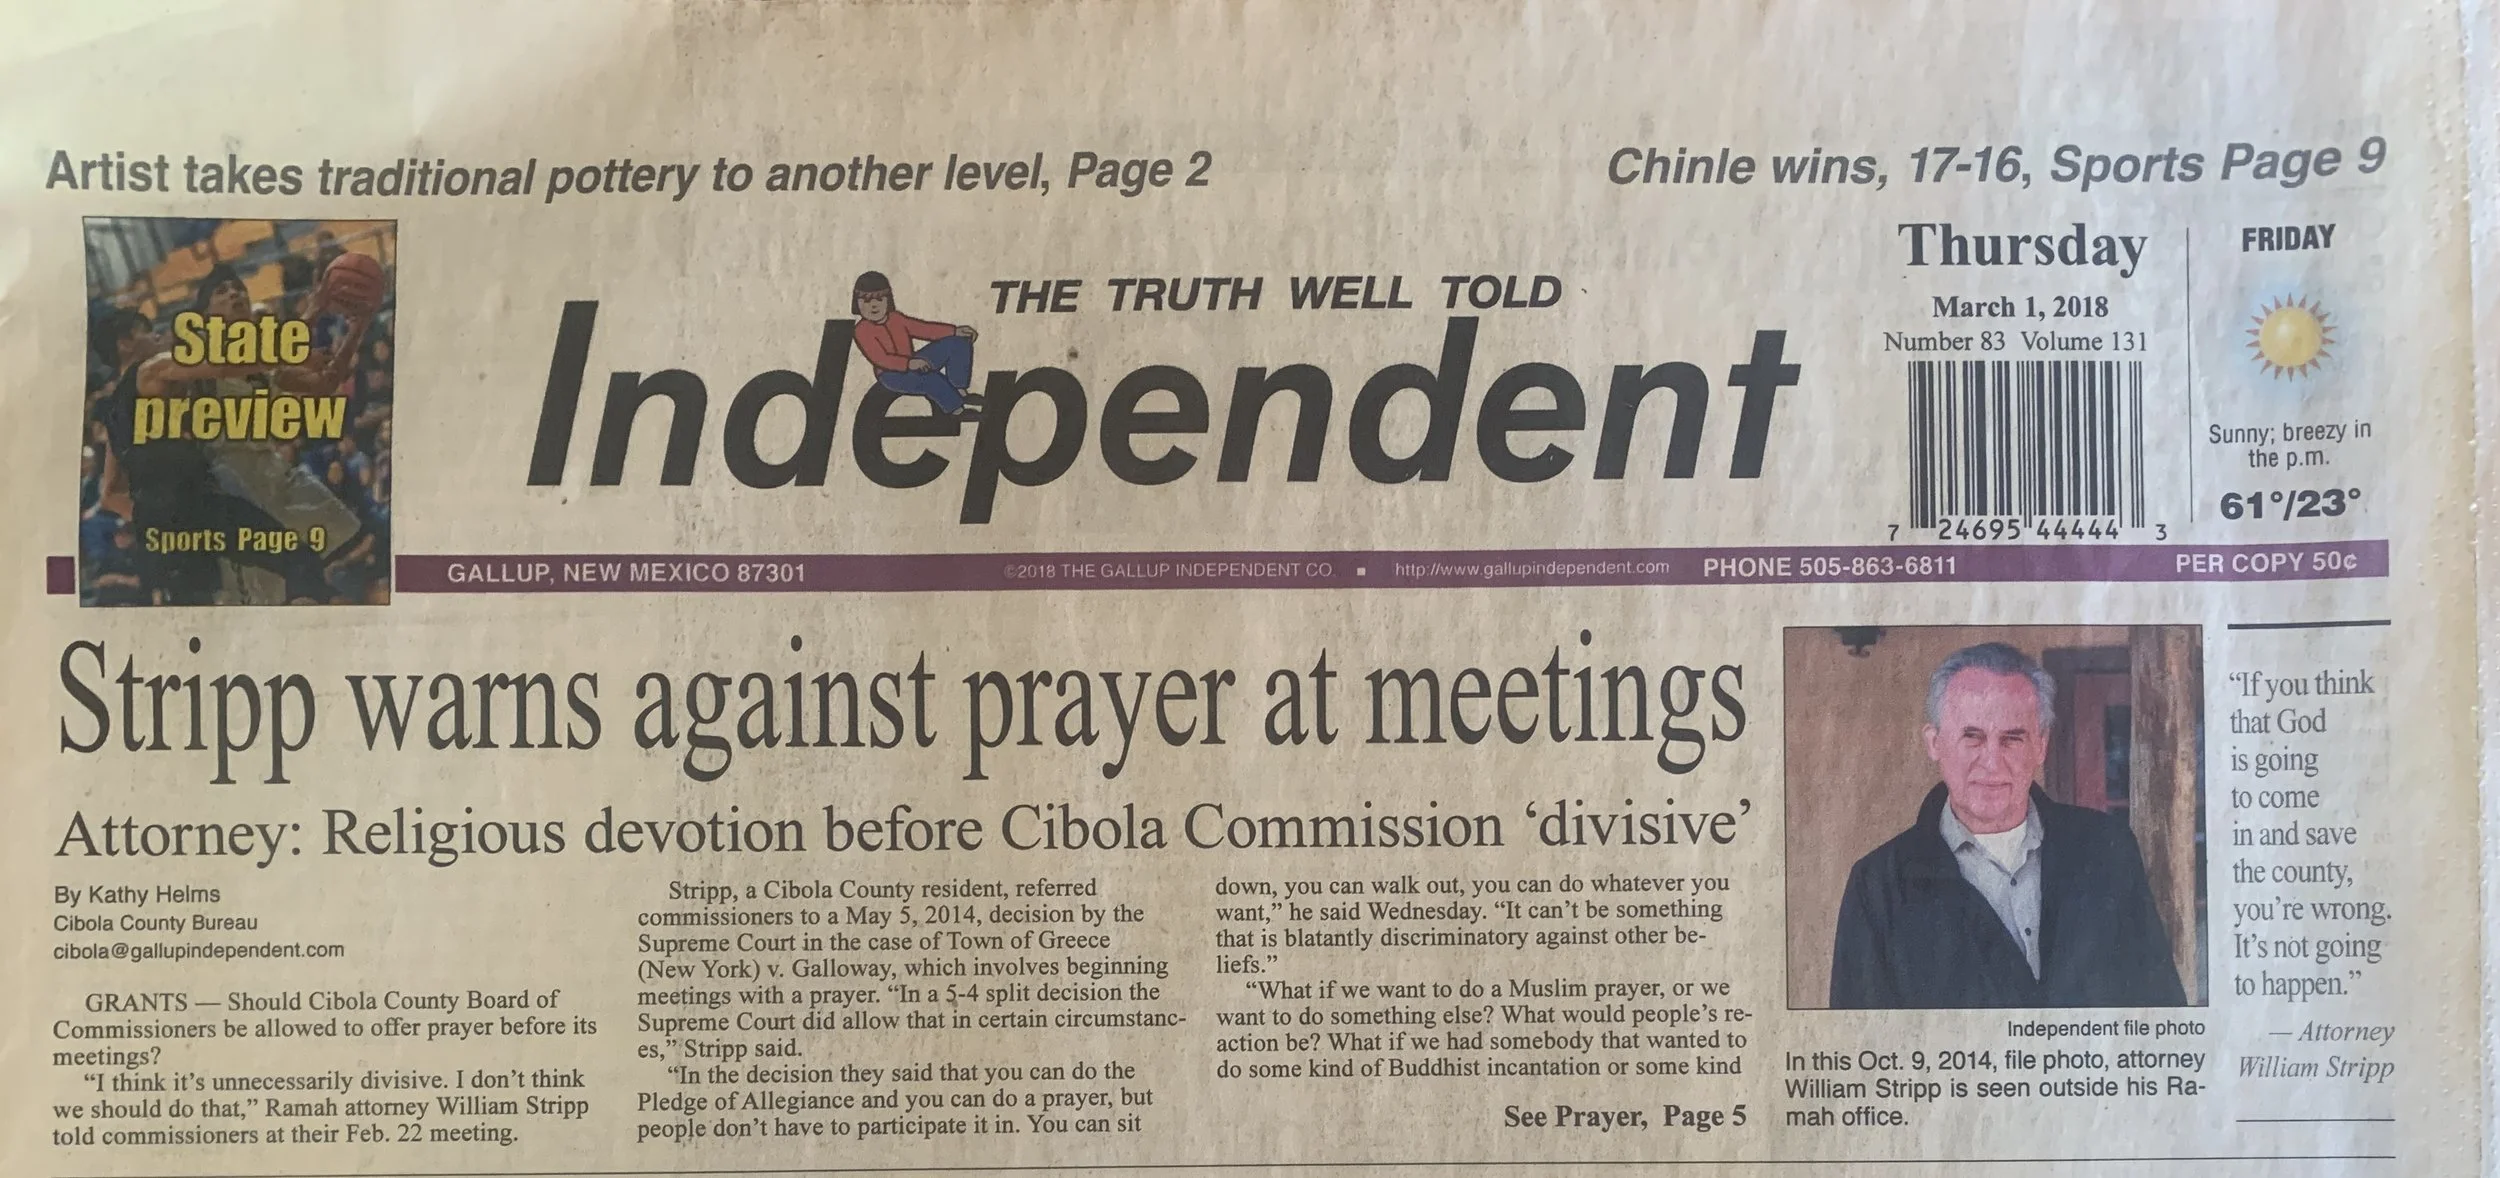 Artist takes traditional pottery to another level, Page 2
Chinle wins, 17-16, Sports Page 9
State
preview
Sports Page 9
THE TRUTH WELL TOLD
Independent
Thursday
March 1, 2018
Number 83 Volume 131
7 24695 44444 3
FRIDAY
Sunny; breezy in
the p.m.
61°/23°
GALLUP, NEW MEXICO 87301
©2018 THE GALLUP INDEPENDENT CO. ■ http://www.gallupindependent.com
PHONE 505-863-6811
PER COPY 50¢
Stripp warns against prayer at meetings
Attorney: Religious devotion before Cibola Commission ‘divisive’
By Kathy Helms
Cibola County Bureau
cibola@gallupindependent.com
GRANTS — Should Cibola County Board of
Commissioners be allowed to offer prayer before its
meetings?
“I think it’s unnecessarily divisive. I don’t think
we should do that,” Ramah attorney William Stripp
told commissioners at their Feb. 22 meeting.
Stripp, a Cibola County resident, referred
commissioners to a May 5, 2014, decision by the
Supreme Court in the case of Town of Greece
(New York) v. Galloway, which involves beginning
meetings with a prayer. “In a 5-4 split decision the
Supreme Court did allow that in certain circumstanc-
es,” Stripp said.
“In the decision they said that you can do the
Pledge of Allegiance and you can do a prayer, but
people don’t have to participate it in. You can sit
down, you can walk out, you can do whatever you
want,” he said Wednesday. “It can’t be something
that is blatantly discriminatory against other be-
liefs.”
“What if we want to do a Muslim prayer, or we
want to do something else? What would people’s re-
action be? What if we had somebody that wanted to
do some kind of Buddhist incantation or some kind
See Prayer, Page 5
Independent file photo
In this Oct. 9, 2014, file photo, attorney
William Stripp is seen outside his Ra-
mah office.
“If you think
that God
is going
to come
in and save
the county,
you’re wrong.
It’s not going
to happen.”
— Attorney
William Stripp